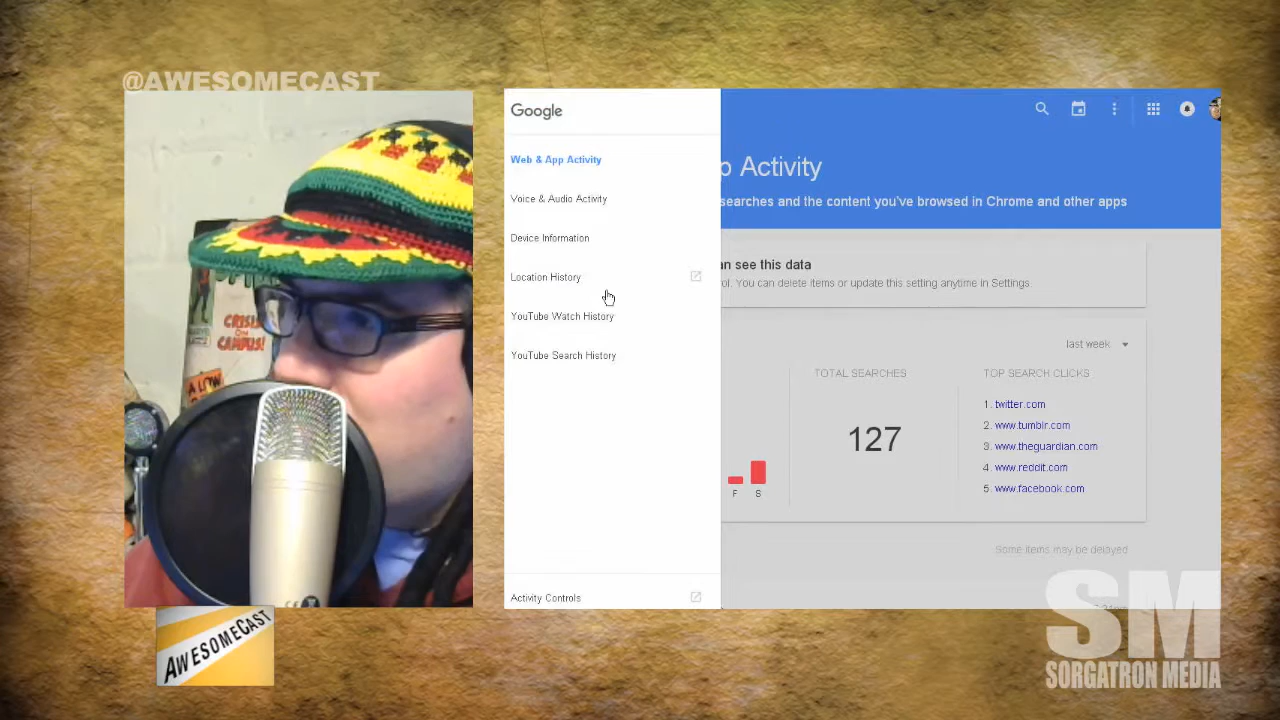 @AWESOMECAST
CRISIS
ON
CAMPUS!
A LOW
AWESOMECAST
Google
Web & App Activity
Voice & Audio Activity
Device Information
Location History
YouTube Watch History
YouTube Search History
Activity Controls
p Activity
searches and the content you've browsed in Chrome and other apps
n see this data
rol. You can delete items or update this setting anytime in Settings
last week
TOTAL SEARCHES
127
F S
TOP SEARCH CLICKS
1. twitter.com
2. www.tumblr.com
3. www.theguardian.com
4. www.reddit.com
5. www.facebook.com
Some items may be delayed
SM
SORGATRON MEDIA